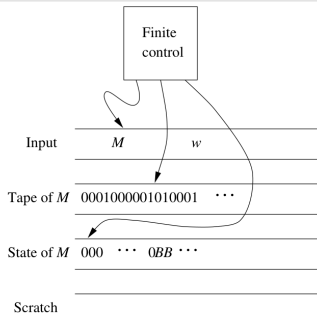 Finite
control
Input M w
Tape of M 0001000001010001 ···
State of M 000 ··· 0BB ···
Scratch